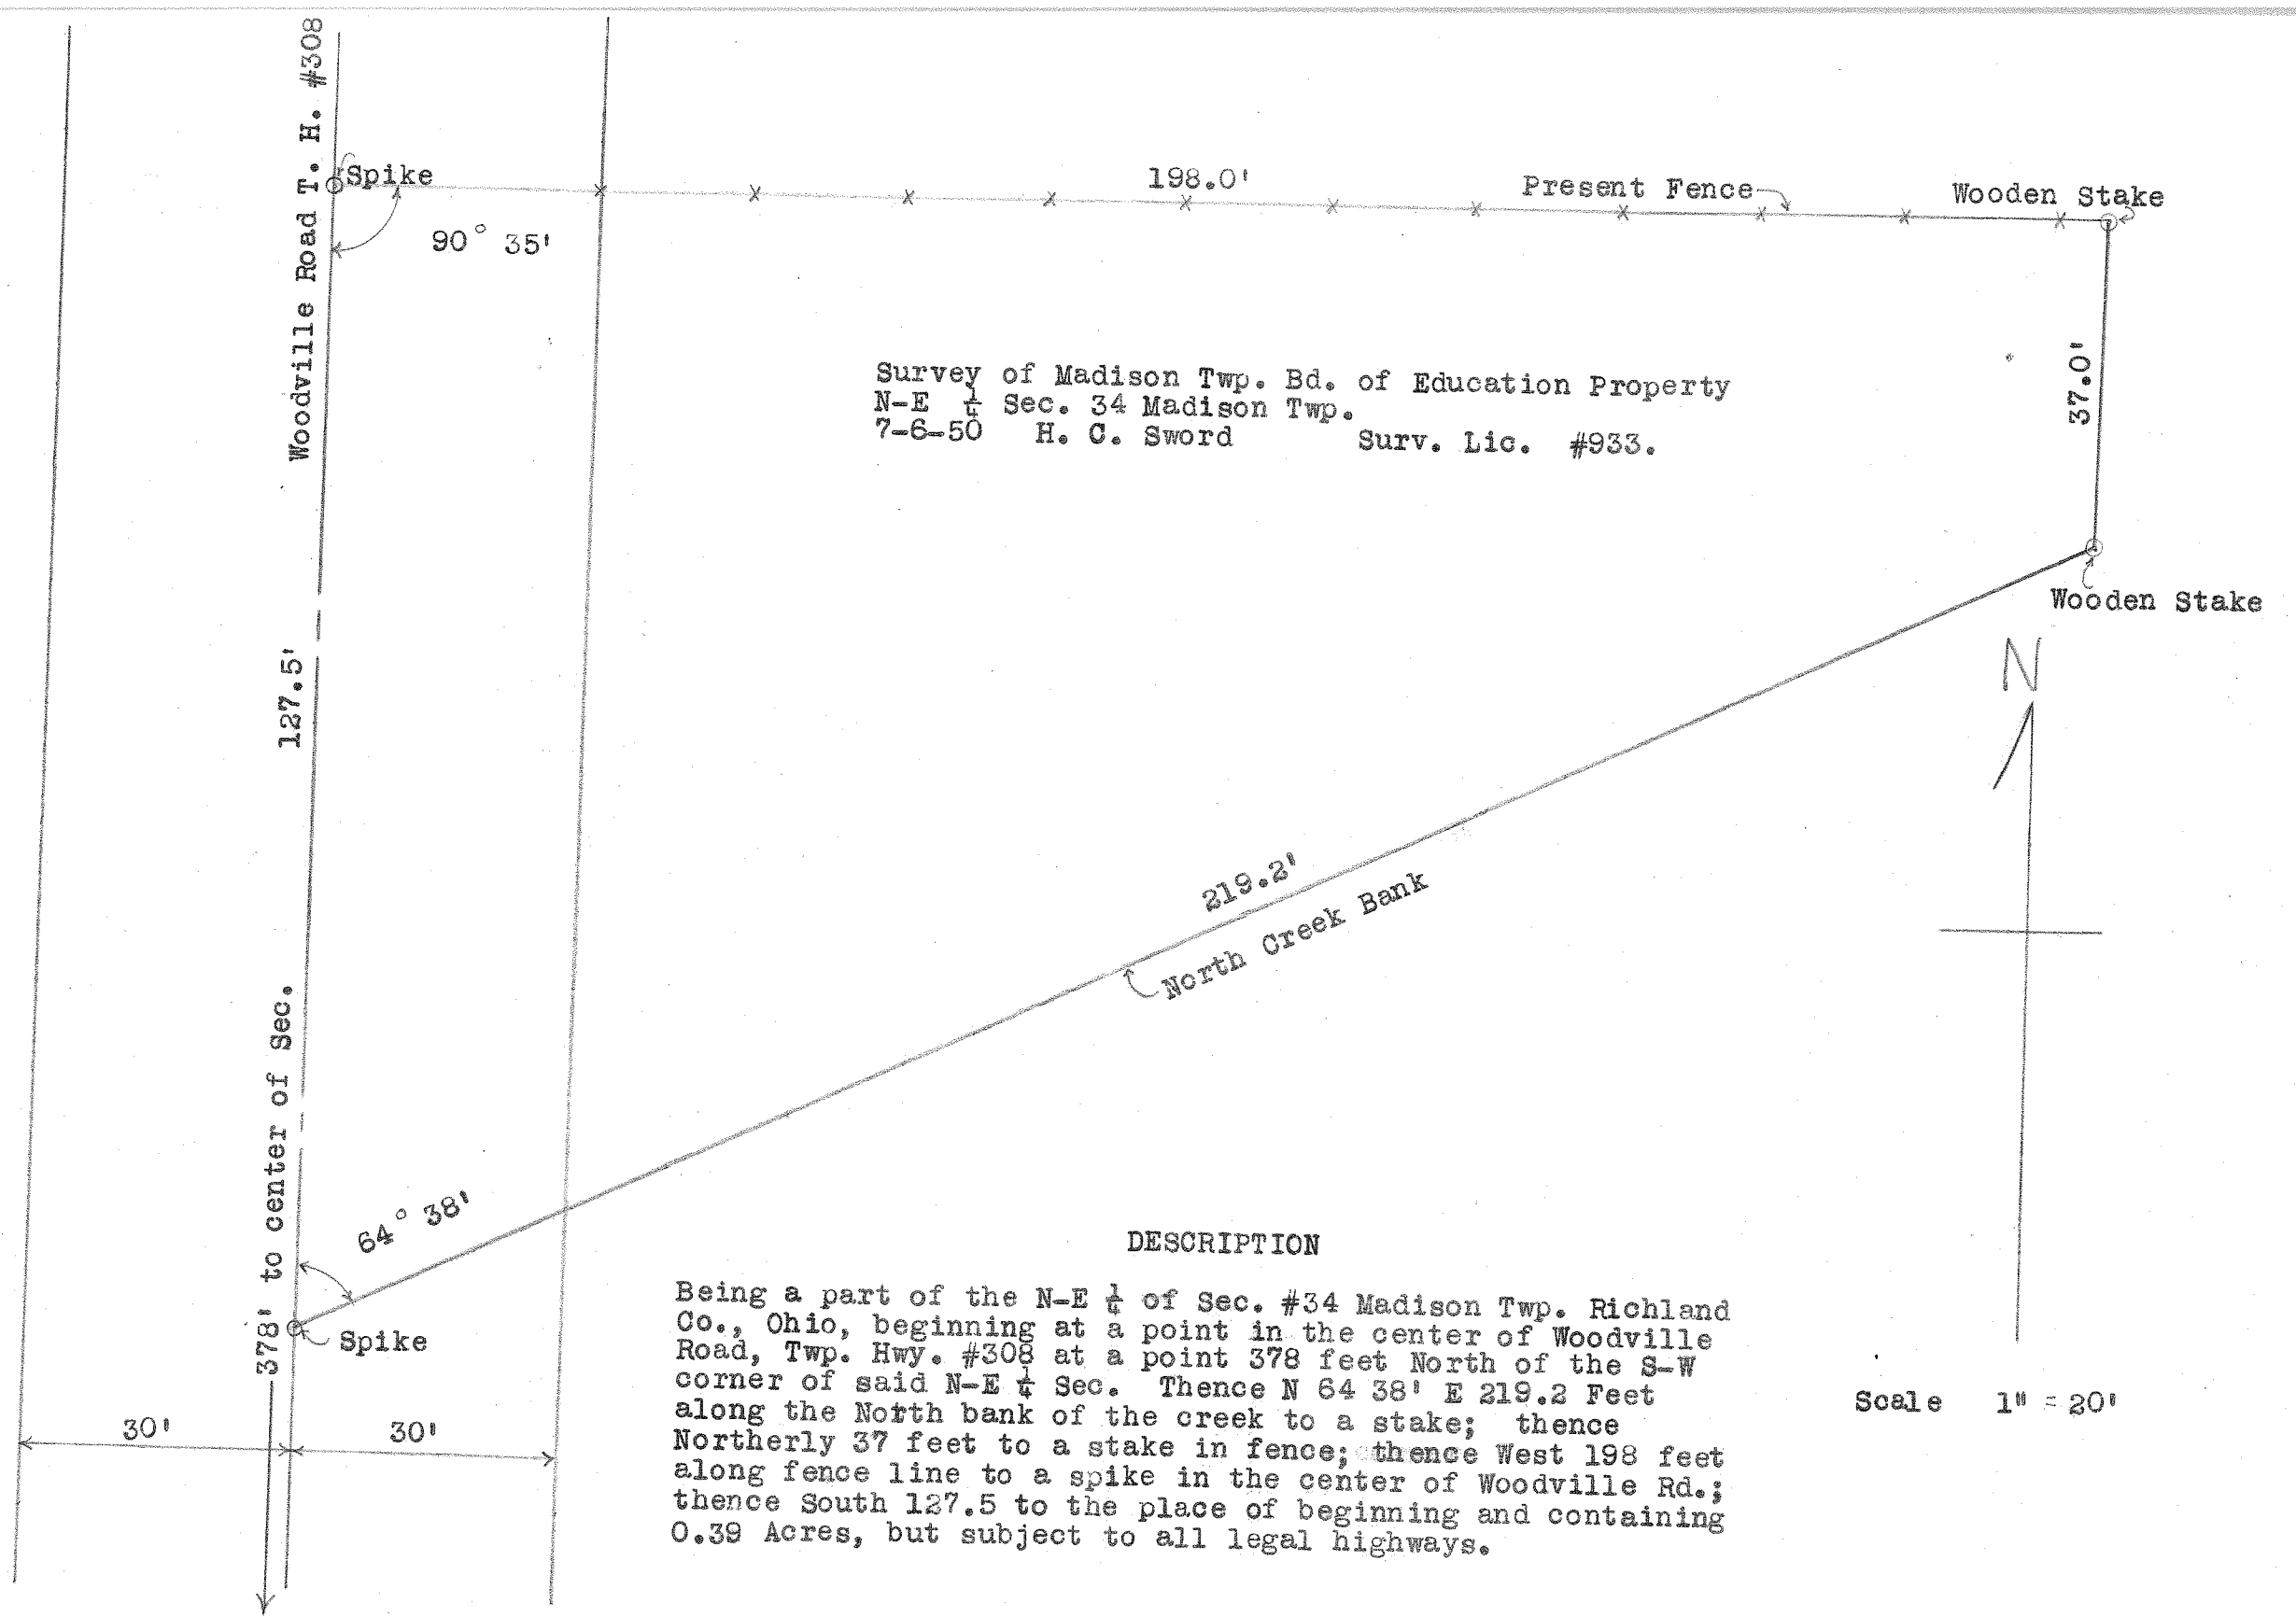 Woodville Road T. H. #308
Spike
90° 35'
198.0'
Present Fence
Wooden Stake
37.0'
Wooden Stake
Survey of Madison Twp. Bd. of Education Property
N-E ¼ Sec. 34 Madison Twp.
7-6-50 H. C. Sword Surv. Lic. #933.
N
127.5'
219.2'
North Creek Bank
378' to center of Sec.
64° 38'
Spike
30'
30'
DESCRIPTION
Being a part of the N-E ¼ of Sec. #34 Madison Twp. Richland
Co., Ohio, beginning at a point in the center of Woodville
Road, Twp. Hwy. #308 at a point 378 feet North of the S-W
corner of said N-E ¼ Sec. Thence N 64 38' E 219.2 Feet
along the North bank of the creek to a stake; thence
Northerly 37 feet to a stake in fence; thence West 198 feet
along fence line to a spike in the center of Woodville Rd.;
thence South 127.5 to the place of beginning and containing
0.39 Acres, but subject to all legal highways.
Scale 1" = 20'